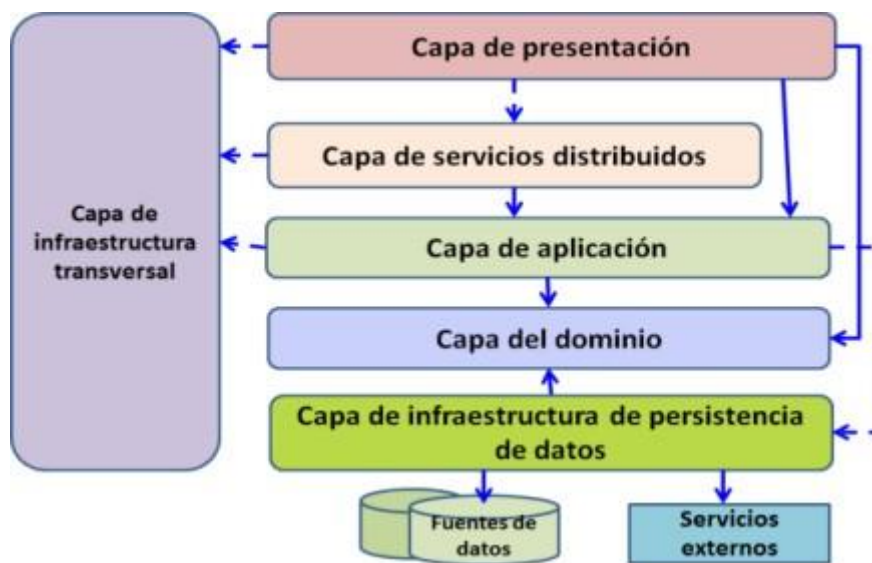 Capa de presentación
Capa de servicios distribuidos
Capa de
infraestructura
transversal
Capa de aplicación
Capa del dominio
Capa de infraestructura de persistencia
de datos
Fuentes de
datos
Servicios
externos